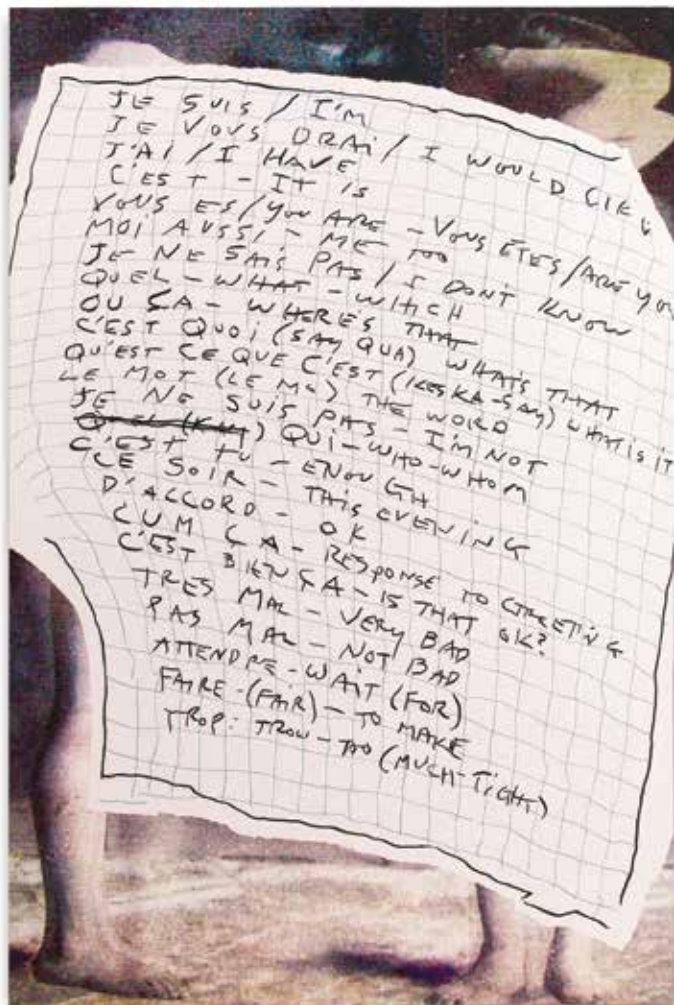 JE SUIS / I'M
JE VOUS DRAI / I WOULD LIKE
J'AI / I HAVE
C'EST - IT IS
VOUS ES / YOU ARE - VOUS ETES / ARE YOU
MOI AUSSI - ME TOO
JE NE SAIS PAS / I DON'T KNOW
QUEL - WHAT - WHICH
OU ÇA - WHERES THAT
C'EST QUOI (SAY QUA) WHATS THAT
QU'EST CE QUE C'EST (KES KA-SAY) WHAT IS IT
LE MOT (LE MO) THE WORD
JE NE SUIS PAS - I'M NOT
QUI - WHO - WHOM
C'EST TU - ENOUGH
CE SOIR - THIS EVENING
D'ACCORD - OK
CUM ÇA - RESPONSE TO GREETING
C'EST BIEN ÇA - IS THAT OK?
TRES MAL - VERY BAD
PAS MAL - NOT BAD
ATTENDRE - WAIT (FOR)
FAIRE - (FAIR) - TO MAKE
TROP: TROW - TOO (MUCH-TIGHT)